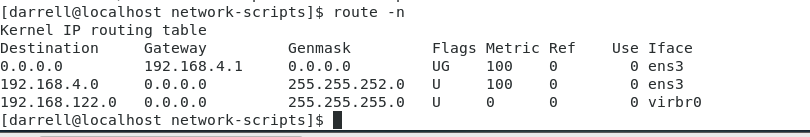 [darrell@localhost network-scripts]$ route -n
Kernel IP routing table
Destination     Gateway         Genmask         Flags Metric Ref    Use Iface
0.0.0.0         192.168.4.1     0.0.0.0         UG    100    0        0 ens3
192.168.4.0     0.0.0.0         255.255.252.0   U     100    0        0 ens3
192.168.122.0   0.0.0.0         255.255.255.0   U     0      0        0 virbr0
[darrell@localhost network-scripts]$